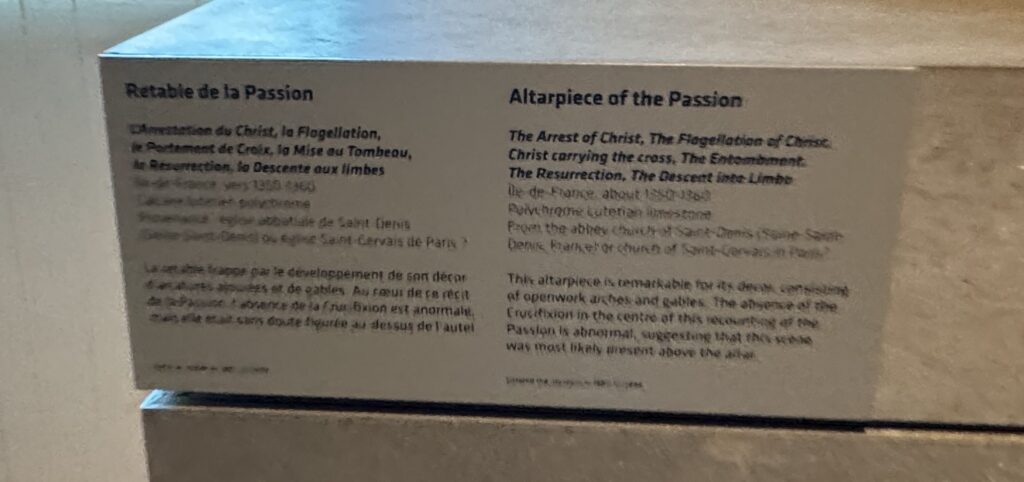 Retable de la Passion
L'Arrestation du Christ, la Flagellation,
le Portement de Croix, la Mise au Tombeau,
la Resurrection, la Descente aux limbes
Île-de-France, vers 1350-1360
Calcaire lutétien polychrome
Provenance : église abbatiale de Saint-Denis
(Seine-Saint-Denis) ou église Saint-Gervais de Paris ?
Le retable frappe par le développement de son décor
d'arcatures ajourées et de gables. Au cœur de ce récit
de la Passion, l'absence de la Crucifixion est anormale,
mais elle était sans doute figurée au dessus de l'autel
Altarpiece of the Passion
The Arrest of Christ, The Flagellation of Christ,
Christ carrying the cross, The Entombment,
The Resurrection, The Descent into Limbo
Île-de-France, about 1350-1360
Polychrome Lutetian limestone
From the abbey church of Saint-Denis (Seine-Saint-
Denis, France) or church of Saint-Gervais in Paris?
This altarpiece is remarkable for its decor, consisting
of openwork arches and gables. The absence of the
Crucifixion in the centre of this recounting of the
Passion is abnormal, suggesting that this scene
was most likely present above the altar.